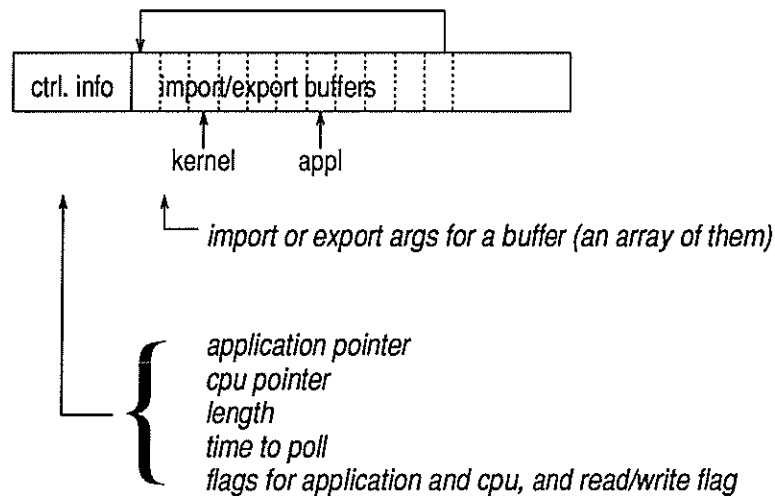 ctrl. info import/export buffers
kernel appl
import or export args for a buffer (an array of them)
application pointer
cpu pointer
length
time to poll
flags for application and cpu, and read/write flag